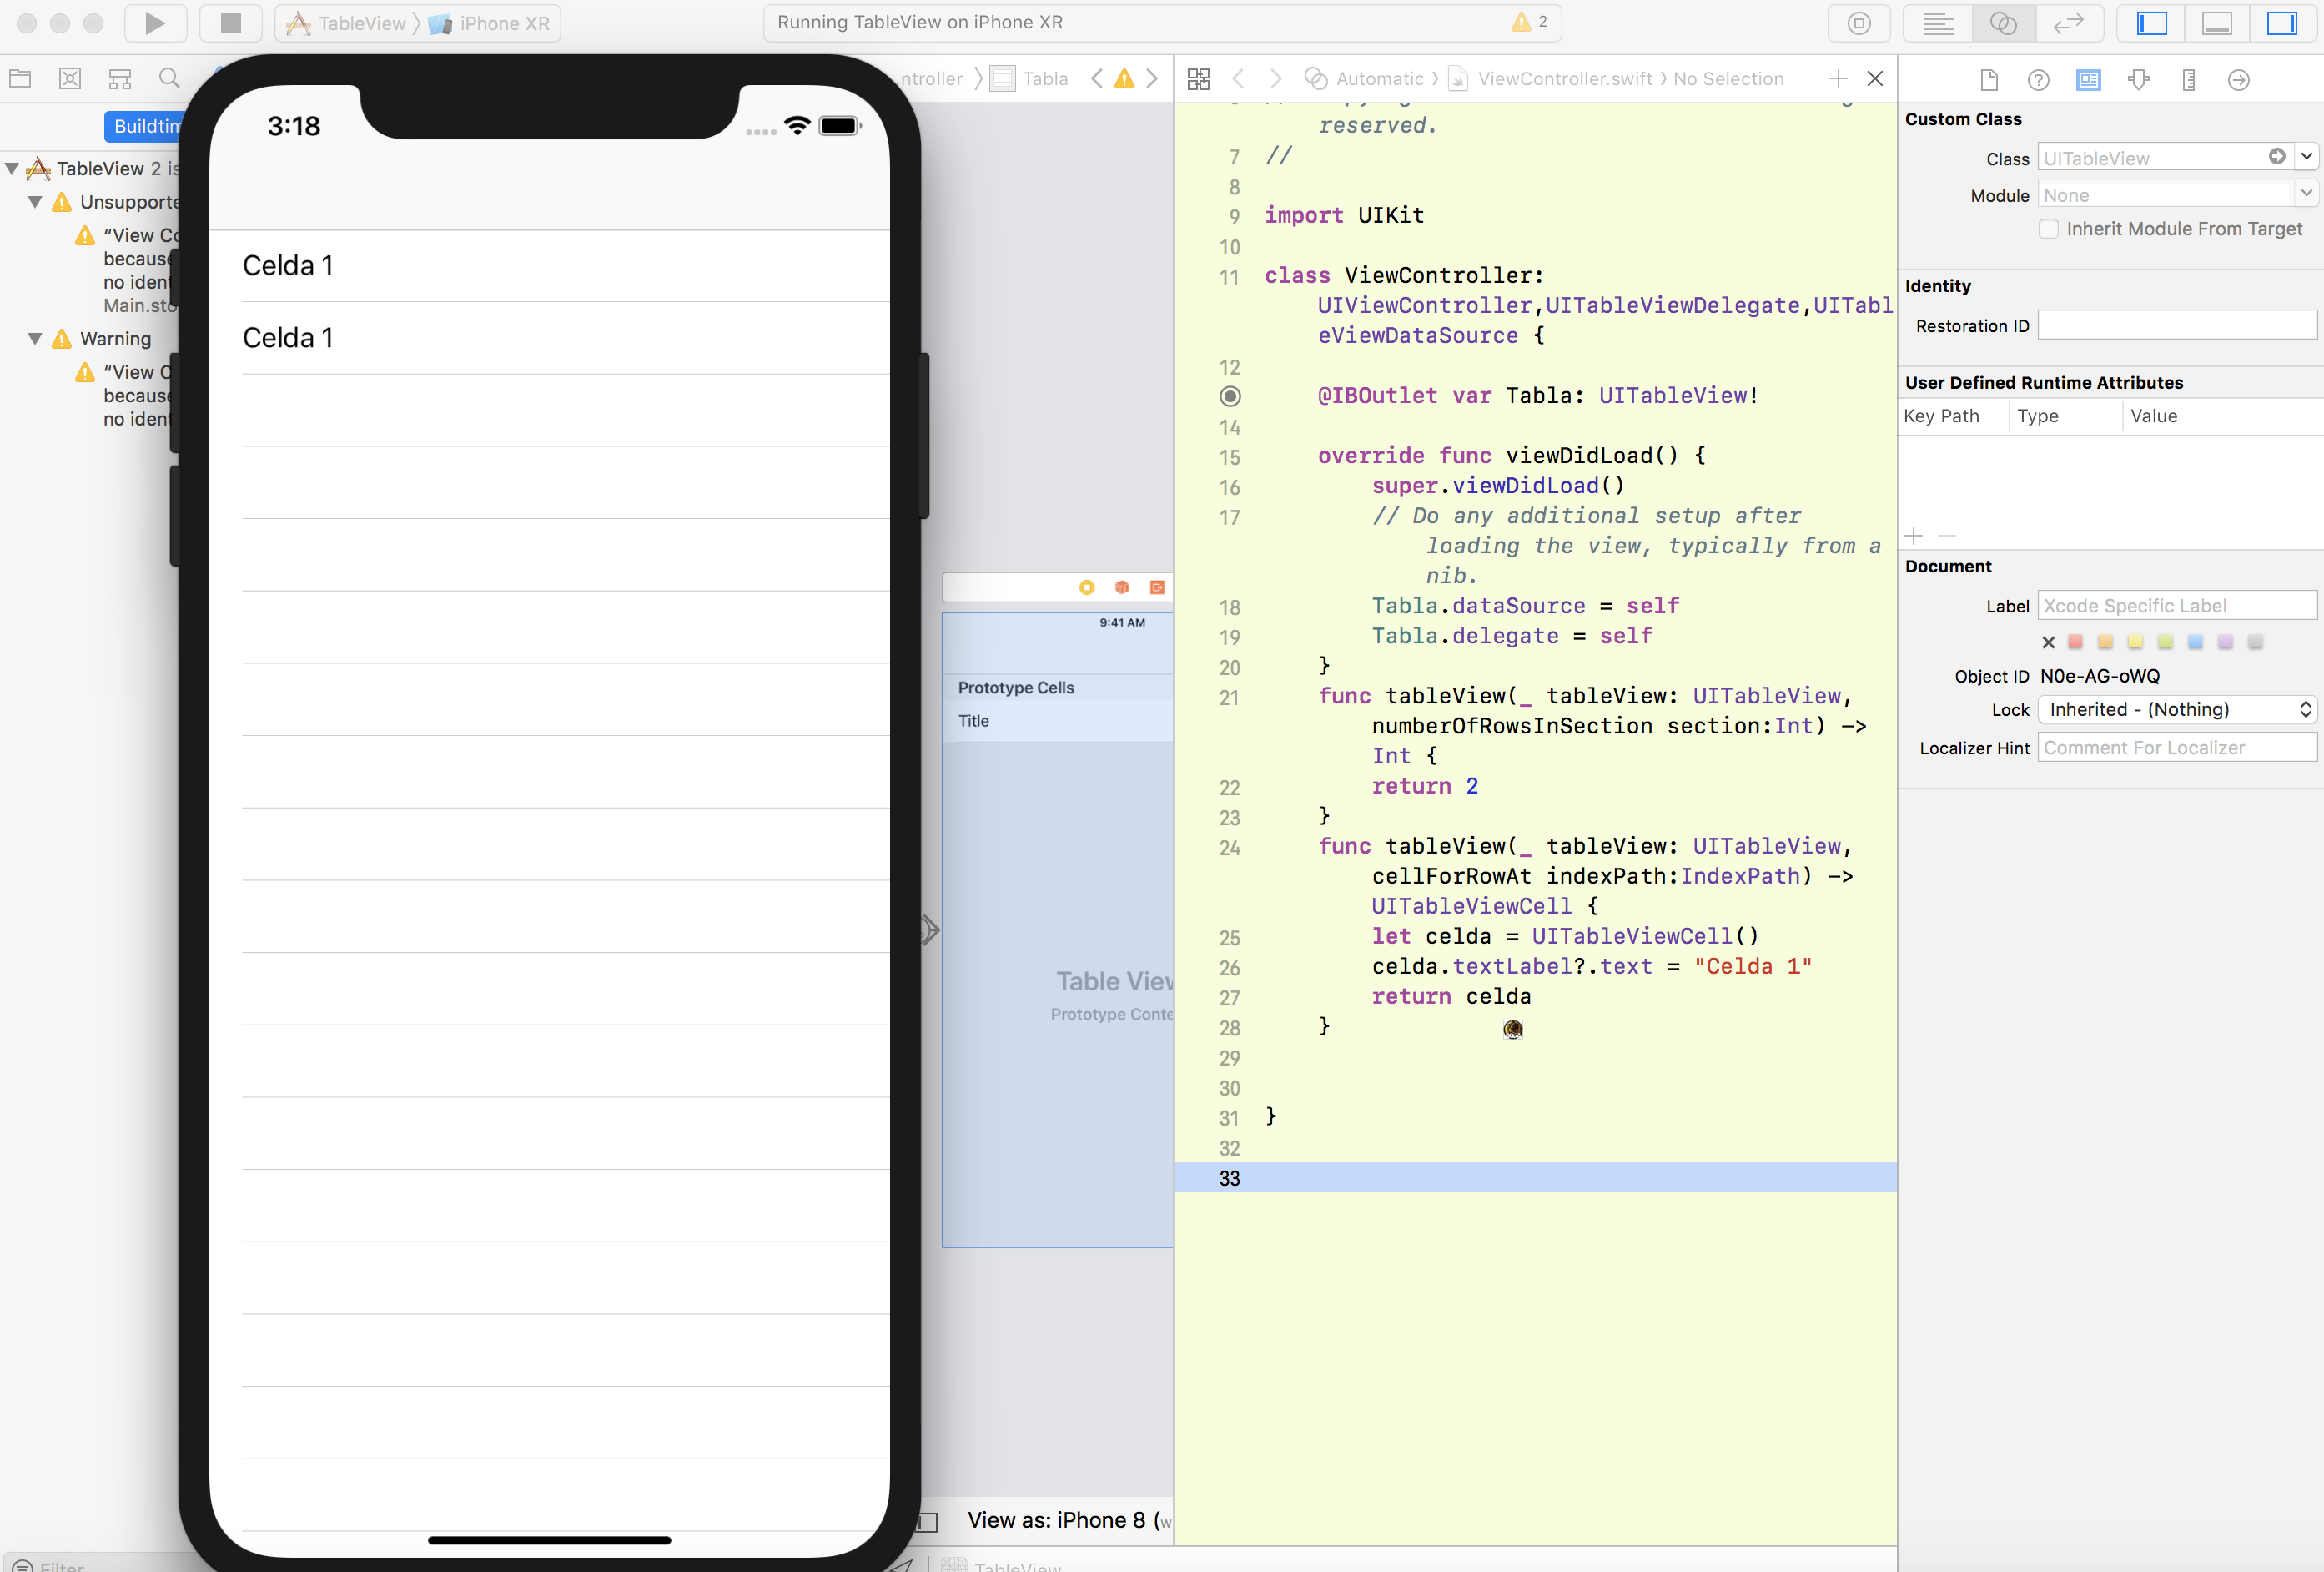 TableView
iPhone XR
Running TableView on iPhone XR
2
ntroller
Tabla
Automatic
ViewController.swift
No Selection
Buildtim
TableView 2 is
Unsupporte
“View Co
because
no ident
Main.sto
Warning
“View C
because
no ident
3:18
Celda 1
Celda 1
9:41 AM
Prototype Cells
Title
Table View
Prototype Conte
View as: iPhone 8 (w
Filter
TableView
reserved.
7 //
8
9 import UIKit
10
11 class ViewController:
UIViewController,UITableViewDelegate,UITabl
eViewDataSource {
12
@IBOutlet var Tabla: UITableView!
14
15 override func viewDidLoad() {
16 super.viewDidLoad()
17 // Do any additional setup after
loading the view, typically from a
nib.
18 Tabla.dataSource = self
19 Tabla.delegate = self
20 }
21 func tableView(_ tableView: UITableView,
numberOfRowsInSection section:Int) ->
Int {
22 return 2
23 }
24 func tableView(_ tableView: UITableView,
cellForRowAt indexPath:IndexPath) ->
UITableViewCell {
25 let celda = UITableViewCell()
26 celda.textLabel?.text = "Celda 1"
27 return celda
28 }
29
30
31 }
32
33
Custom Class
Class UITableView
Module None
Inherit Module From Target
Identity
Restoration ID
User Defined Runtime Attributes
Key Path Type Value
Document
Label Xcode Specific Label
Object ID N0e-AG-oWQ
Lock Inherited - (Nothing)
Localizer Hint Comment For Localizer